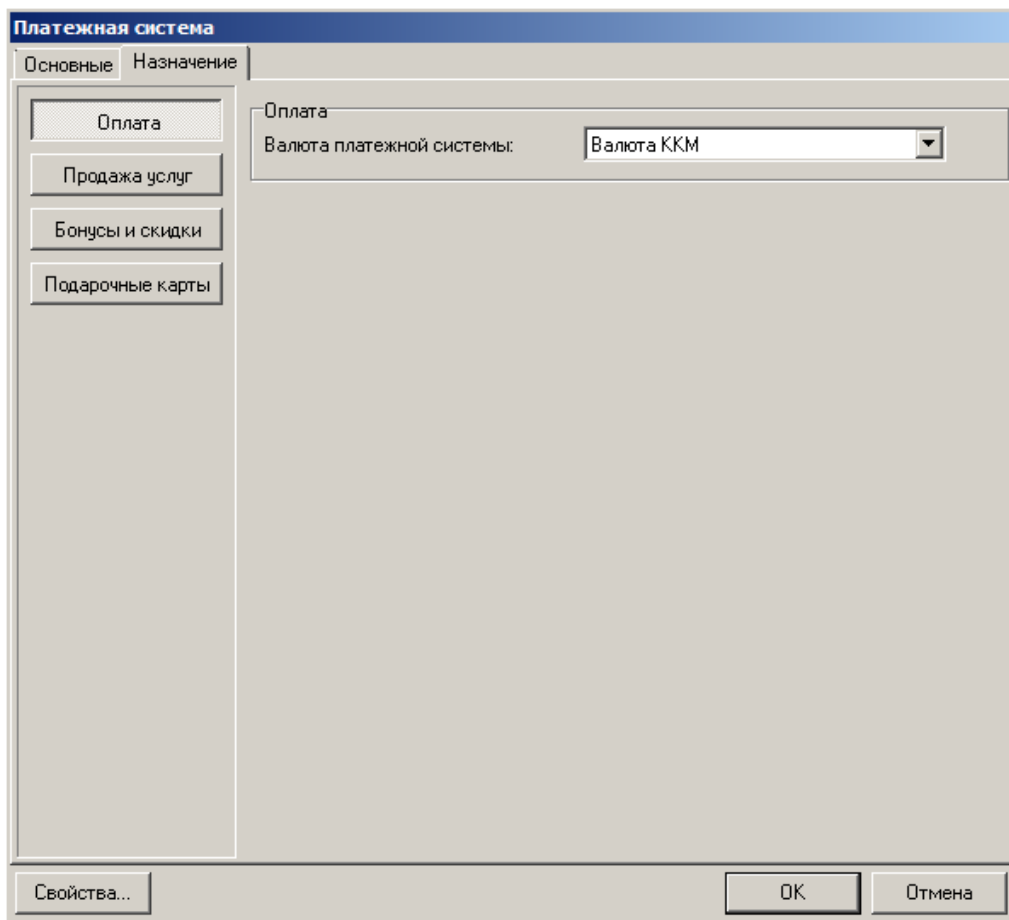 Платежная система
Основные Назначение
Оплата
Продажа услуг
Бонусы и скидки
Подарочные карты
Оплата
Валюта платежной системы: Валюта ККМ
Свойства... OK Отмена